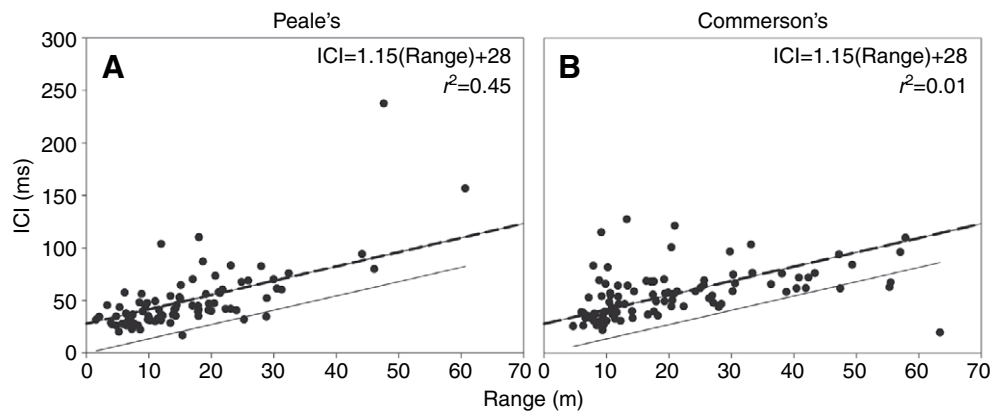 Peale's
Commerson's
300
250
200
150
100
50
0
ICI (ms)
A
ICI=1.15(Range)+28
r²=0.45
B
ICI=1.15(Range)+28
r²=0.01
0 10 20 30 40 50 60 70
0 10 20 30 40 50 60 70
Range (m)